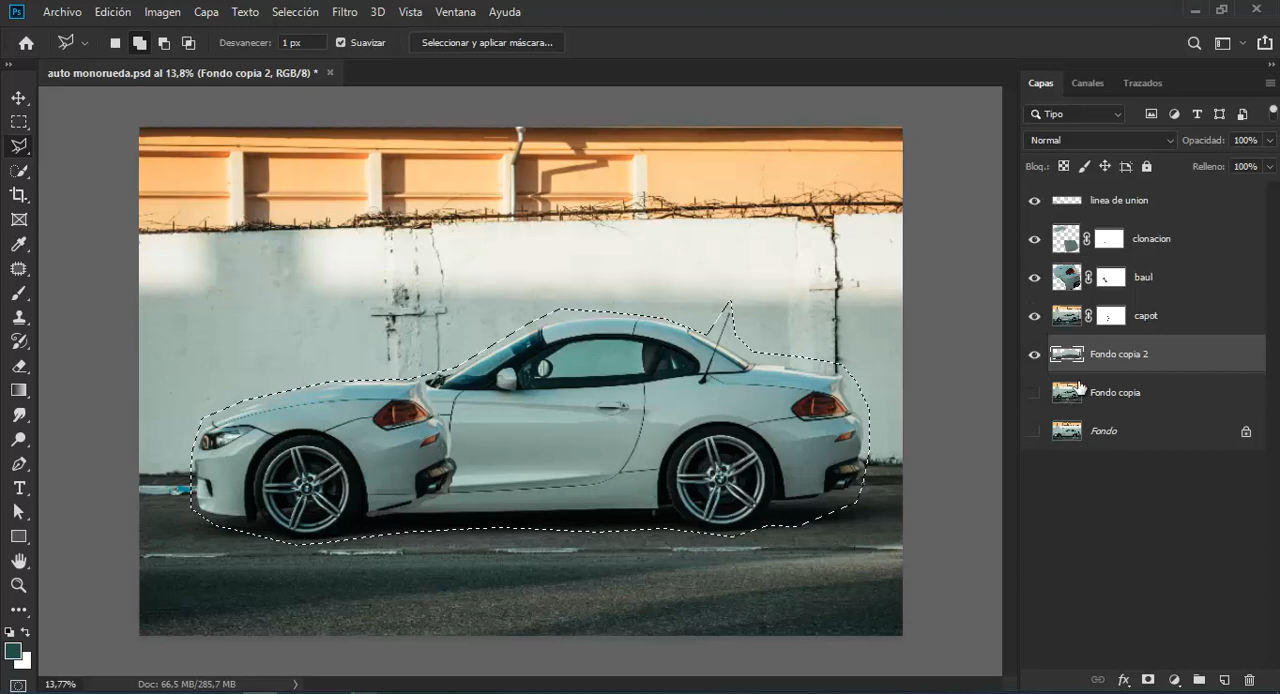 Ps Archivo Edición Imagen Capa Texto Selección Filtro 3D Vista Ventana Ayuda
Desvanecer: 1 px Suavizar Seleccionar y aplicar máscara...
auto monorueda.psd al 13,8% (Fondo copia 2, RGB/8) * ×
Capas Canales Trazados
Tipo
Normal Opacidad: 100%
Bloq.: Relleno: 100%
linea de union
clonacion
baul
capot
Fondo copia 2
Fondo copia
Fondo
13,77% Doc: 66,5 MB/285,7 MB